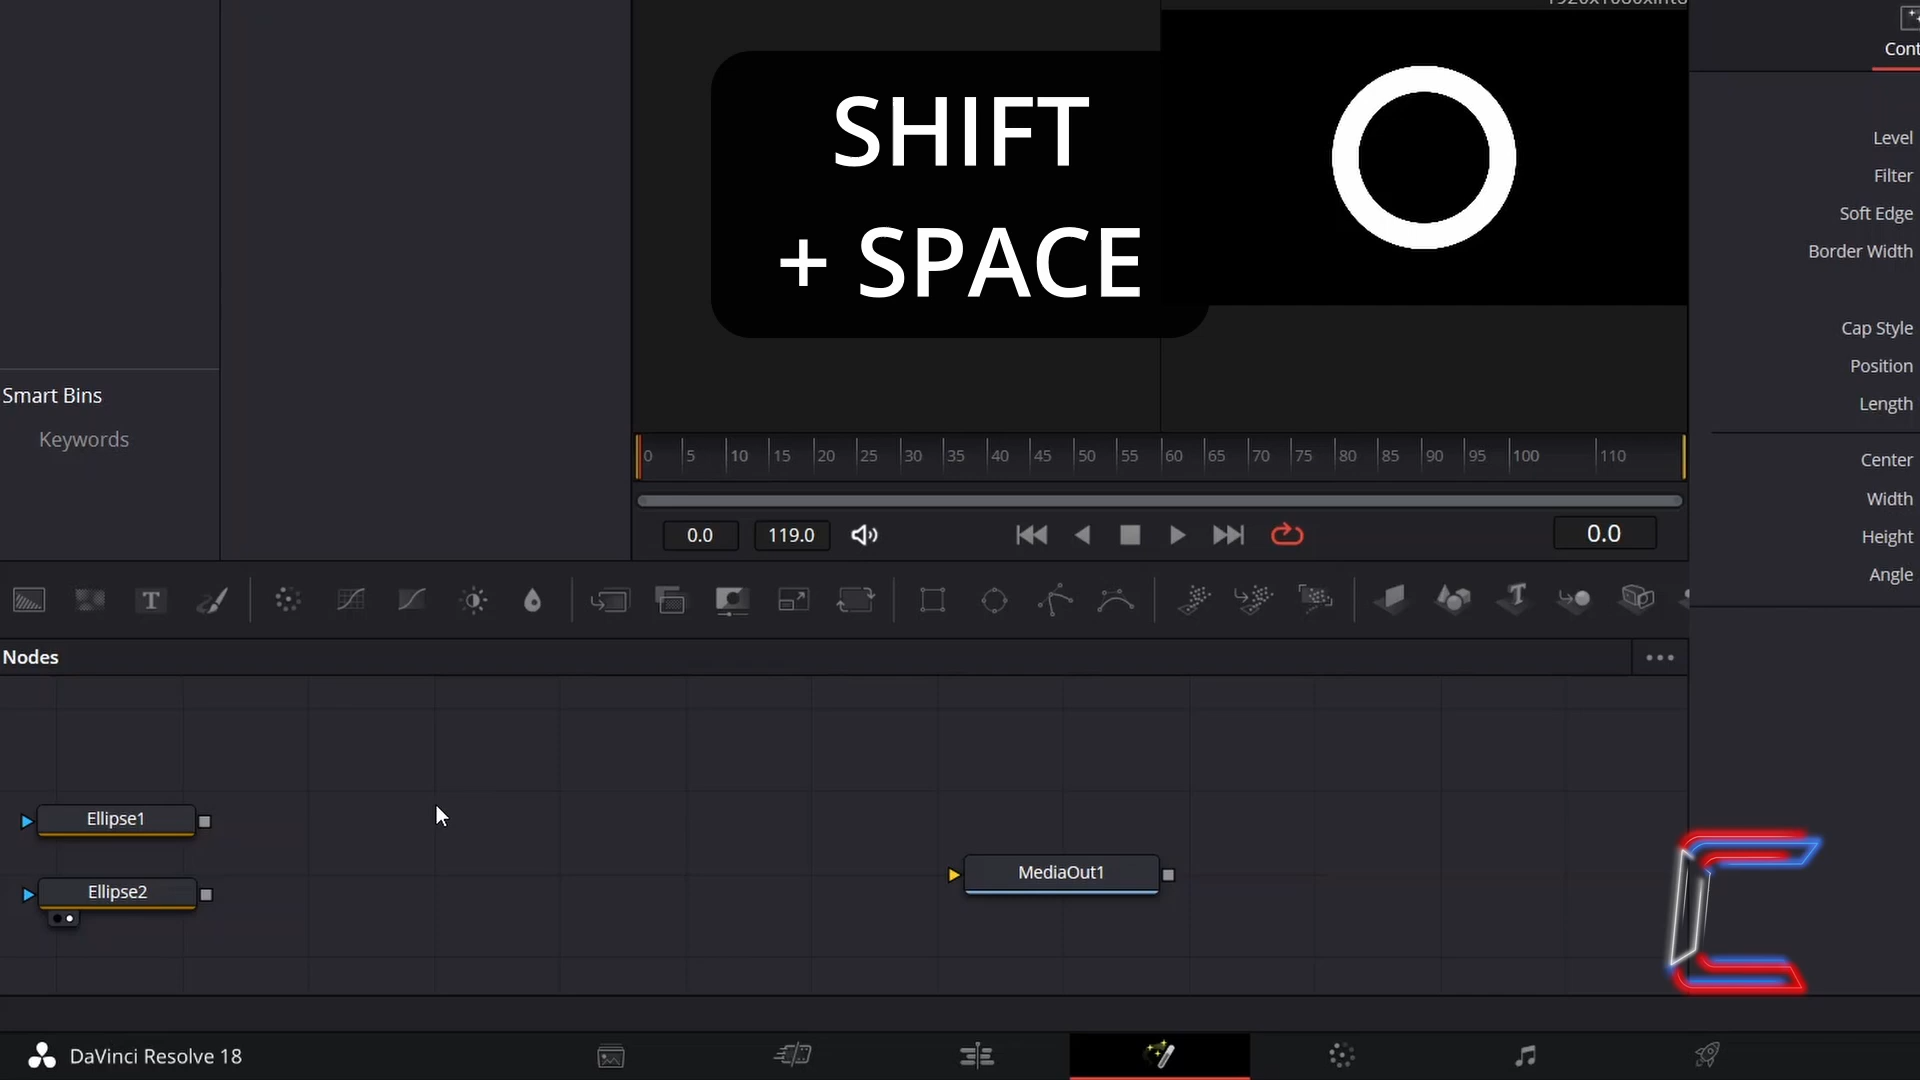 Cont
SHIFT
+ SPACE
Level
Filter
Soft Edge
Border Width
Cap Style
Position
Length
Center
Width
Height
Angle
Smart Bins
Keywords
0 5 10 15 20 25 30 35 40 45 50 55 60 65 70 75 80 85 90 95 100 110
0.0 119.0 0.0
T
Nodes
Ellipse1
Ellipse2
MediaOut1
DaVinci Resolve 18